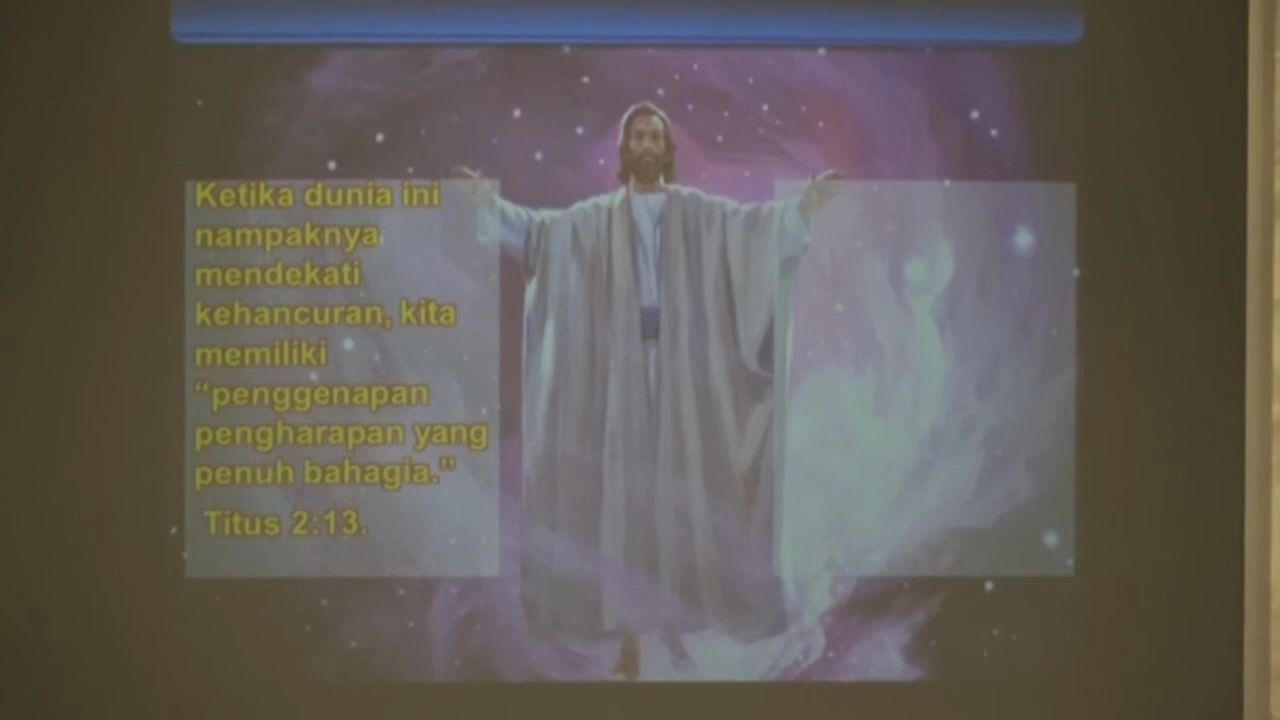 Ketika dunia ini
nampaknya
mendekati
kehancuran, kita
memiliki
“penggenapan
pengharapan yang
penuh bahagia.”
Titus 2:13.